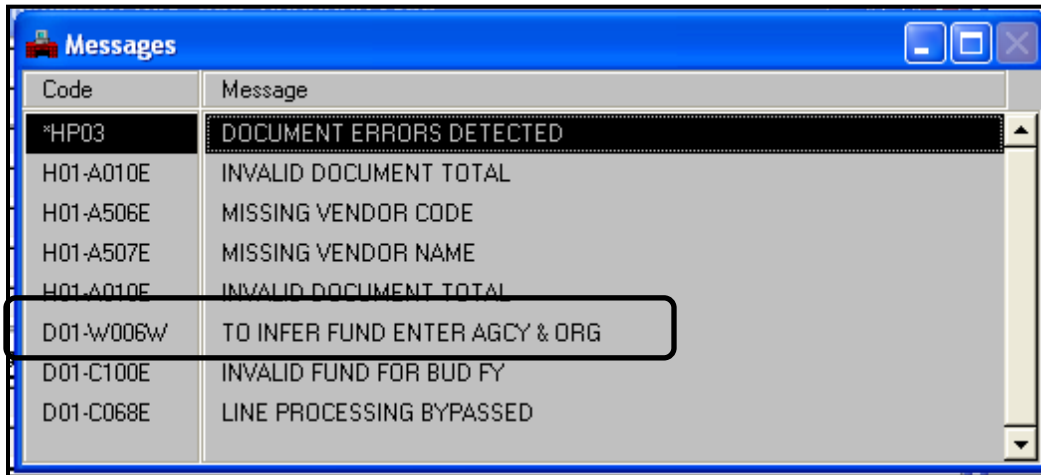 Messages
Code Message
*HP03 DOCUMENT ERRORS DETECTED
H01-A010E INVALID DOCUMENT TOTAL
H01-A506E MISSING VENDOR CODE
H01-A507E MISSING VENDOR NAME
H01-A010E INVALID DOCUMENT TOTAL
D01-W006W TO INFER FUND ENTER AGCY & ORG
D01-C100E INVALID FUND FOR BUD FY
D01-C068E LINE PROCESSING BYPASSED